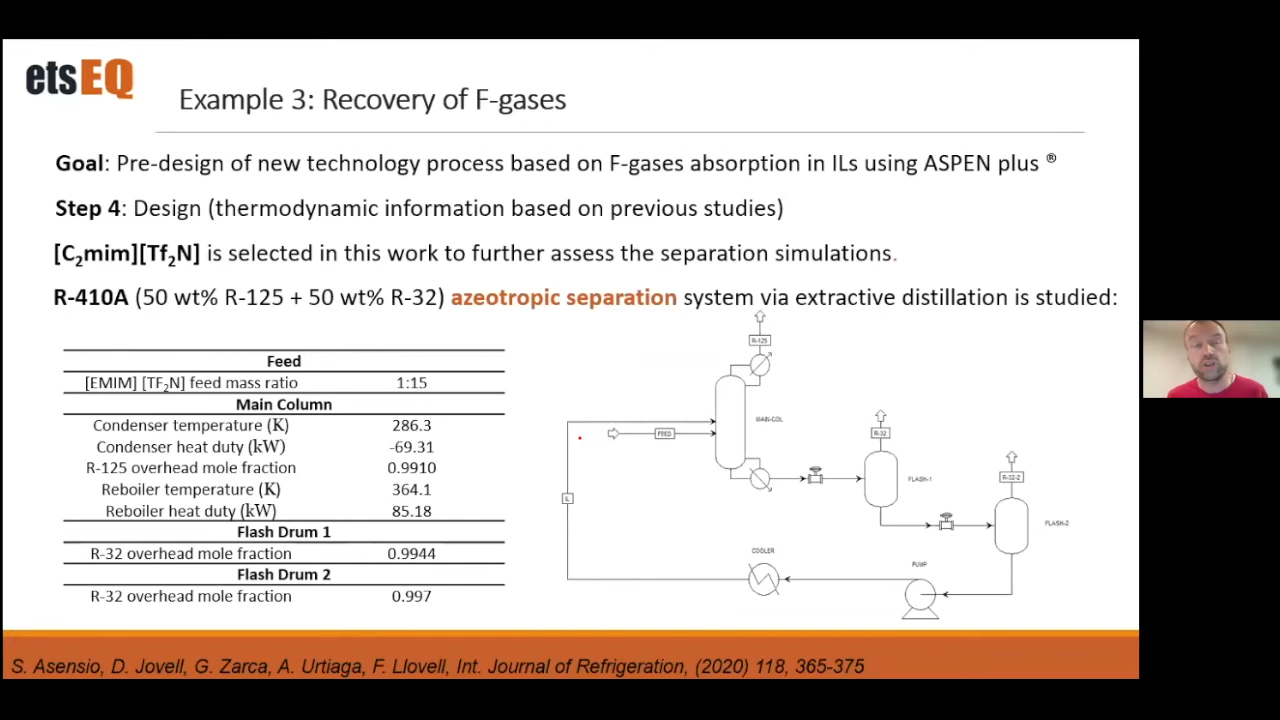 etsEQ
Example 3: Recovery of F-gases
Goal: Pre-design of new technology process based on F-gases absorption in ILs using ASPEN plus ®
Step 4: Design (thermodynamic information based on previous studies)
[C₂mim][Tf₂N] is selected in this work to further assess the separation simulations.
R-410A (50 wt% R-125 + 50 wt% R-32) azeotropic separation system via extractive distillation is studied:
Feed
[EMIM] [TF₂N] feed mass ratio 1:15
Main Column
Condenser temperature (K) 286.3
Condenser heat duty (kW) -69.31
R-125 overhead mole fraction 0.9910
Reboiler temperature (K) 364.1
Reboiler heat duty (kW) 85.18
Flash Drum 1
R-32 overhead mole fraction 0.9944
Flash Drum 2
R-32 overhead mole fraction 0.997
R-125
MAIN-COL
FEED
R-32
FLASH-1
R-32-2
FLASH-2
IL
COOLER
PUMP
S. Asensio, D. Jovell, G. Zarca, A. Urtiaga, F. Llovell, Int. Journal of Refrigeration, (2020) 118, 365-375